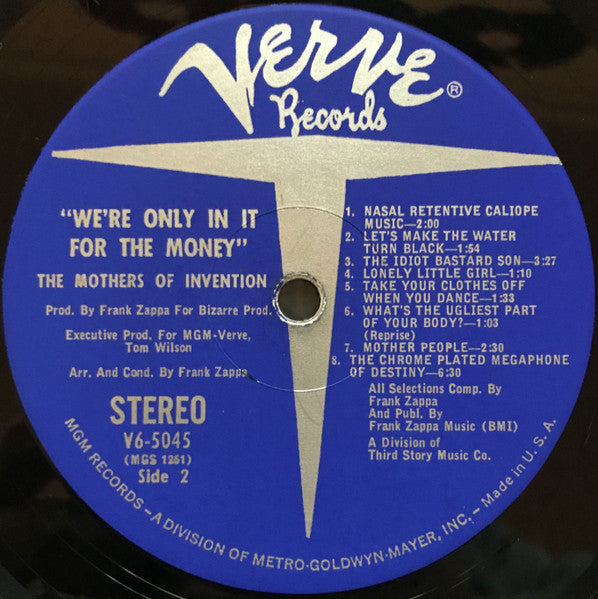 Verve ®
Records
"WE'RE ONLY IN IT
FOR THE MONEY"
THE MOTHERS OF INVENTION
Prod. By Frank Zappa For Bizarre Prod.
Executive Prod. For MGM-Verve,
Tom Wilson
Arr. And Cond. By Frank Zappa
STEREO
V6-5045
(MGS 1261)
Side 2
1. NASAL RETENTIVE CALIOPE
MUSIC—2:00
2. LET'S MAKE THE WATER
TURN BLACK—1:54
3. THE IDIOT BASTARD SON—3:27
4. LONELY LITTLE GIRL—1:10
5. TAKE YOUR CLOTHES OFF
WHEN YOU DANCE—1:33
6. WHAT'S THE UGLIEST PART
OF YOUR BODY?—1:03
(Reprise)
7. MOTHER PEOPLE—2:30
8. THE CHROME PLATED MEGAPHONE
OF DESTINY—6:30
All Selections Comp. By
Frank Zappa
And Publ. By
Frank Zappa Music (BMI)
A Division of
Third Story Music Co.
MGM RECORDS – A DIVISION OF METRO-GOLDWYN-MAYER, INC. – Made in U. S. A.